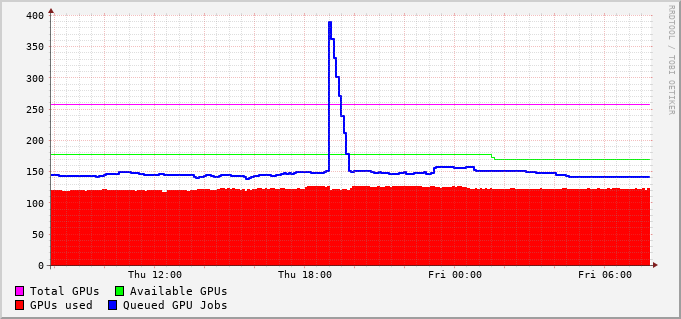 400
350
300
250
200
150
100
50
0
Thu 12:00 Thu 18:00 Fri 00:00 Fri 06:00
Total GPUs Available GPUs
GPUs used Queued GPU Jobs
RRDTOOL / TOBI OETIKER